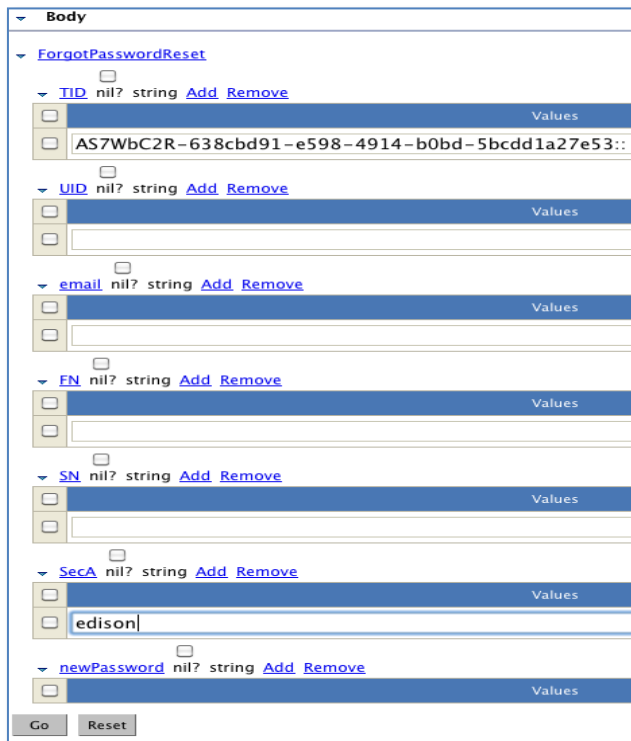 Body
ForgotPasswordReset
TID nil? string Add Remove
Values
AS7WbC2R-638cbd91-e598-4914-b0bd-5bcdd1a27e53::
UID nil? string Add Remove
Values
email nil? string Add Remove
Values
FN nil? string Add Remove
Values
SN nil? string Add Remove
Values
SecA nil? string Add Remove
Values
edison
newPassword nil? string Add Remove
Values
Go Reset